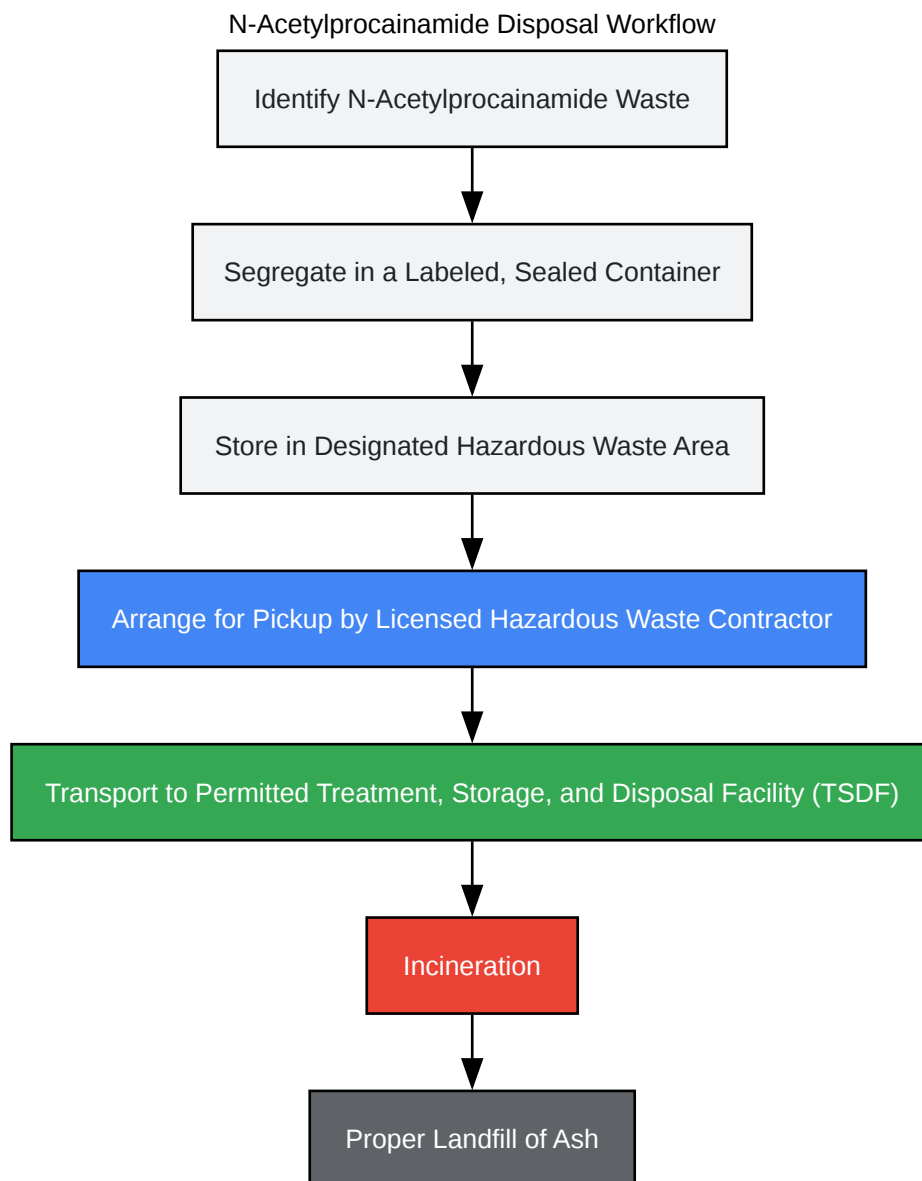 N-Acetylprocainamide Disposal Workflow
Identify N-Acetylprocainamide Waste
Segregate in a Labeled, Sealed Container
Store in Designated Hazardous Waste Area
Arrange for Pickup by Licensed Hazardous Waste Contractor
Transport to Permitted Treatment, Storage, and Disposal Facility (TSDF)
Incineration
Proper Landfill of Ash